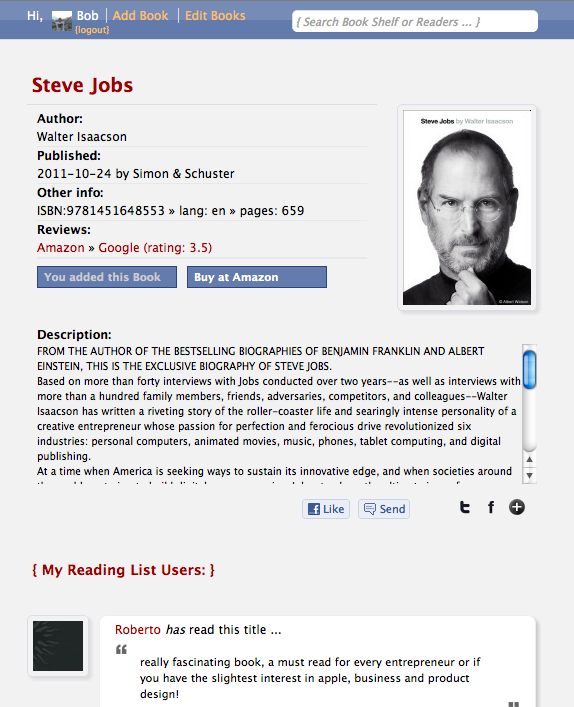 Hi, Bob Add Book Edit Books { Search Book Shelf or Readers ... }
{logout}
Steve Jobs
Author:
Walter Isaacson
Published:
2011-10-24 by Simon & Schuster
Other info:
ISBN:9781451648553 » lang: en » pages: 659
Reviews:
Amazon » Google (rating: 3.5)
You added this Book Buy at Amazon
Steve Jobs by Walter Isaacson
© Albert Watson
Description:
FROM THE AUTHOR OF THE BESTSELLING BIOGRAPHIES OF BENJAMIN FRANKLIN AND ALBERT
EINSTEIN, THIS IS THE EXCLUSIVE BIOGRAPHY OF STEVE JOBS.
Based on more than forty interviews with Jobs conducted over two years--as well as interviews with
more than a hundred family members, friends, adversaries, competitors, and colleagues--Walter
Isaacson has written a riveting story of the roller-coaster life and searingly intense personality of a
creative entrepreneur whose passion for perfection and ferocious drive revolutionized six
industries: personal computers, animated movies, music, phones, tablet computing, and digital
publishing.
At a time when America is seeking ways to sustain its innovative edge, and when societies around
Like Send
{ My Reading List Users: }
Roberto has read this title ...
“
really fascinating book, a must read for every entrepreneur or if
you have the slightest interest in apple, business and product
design!
”